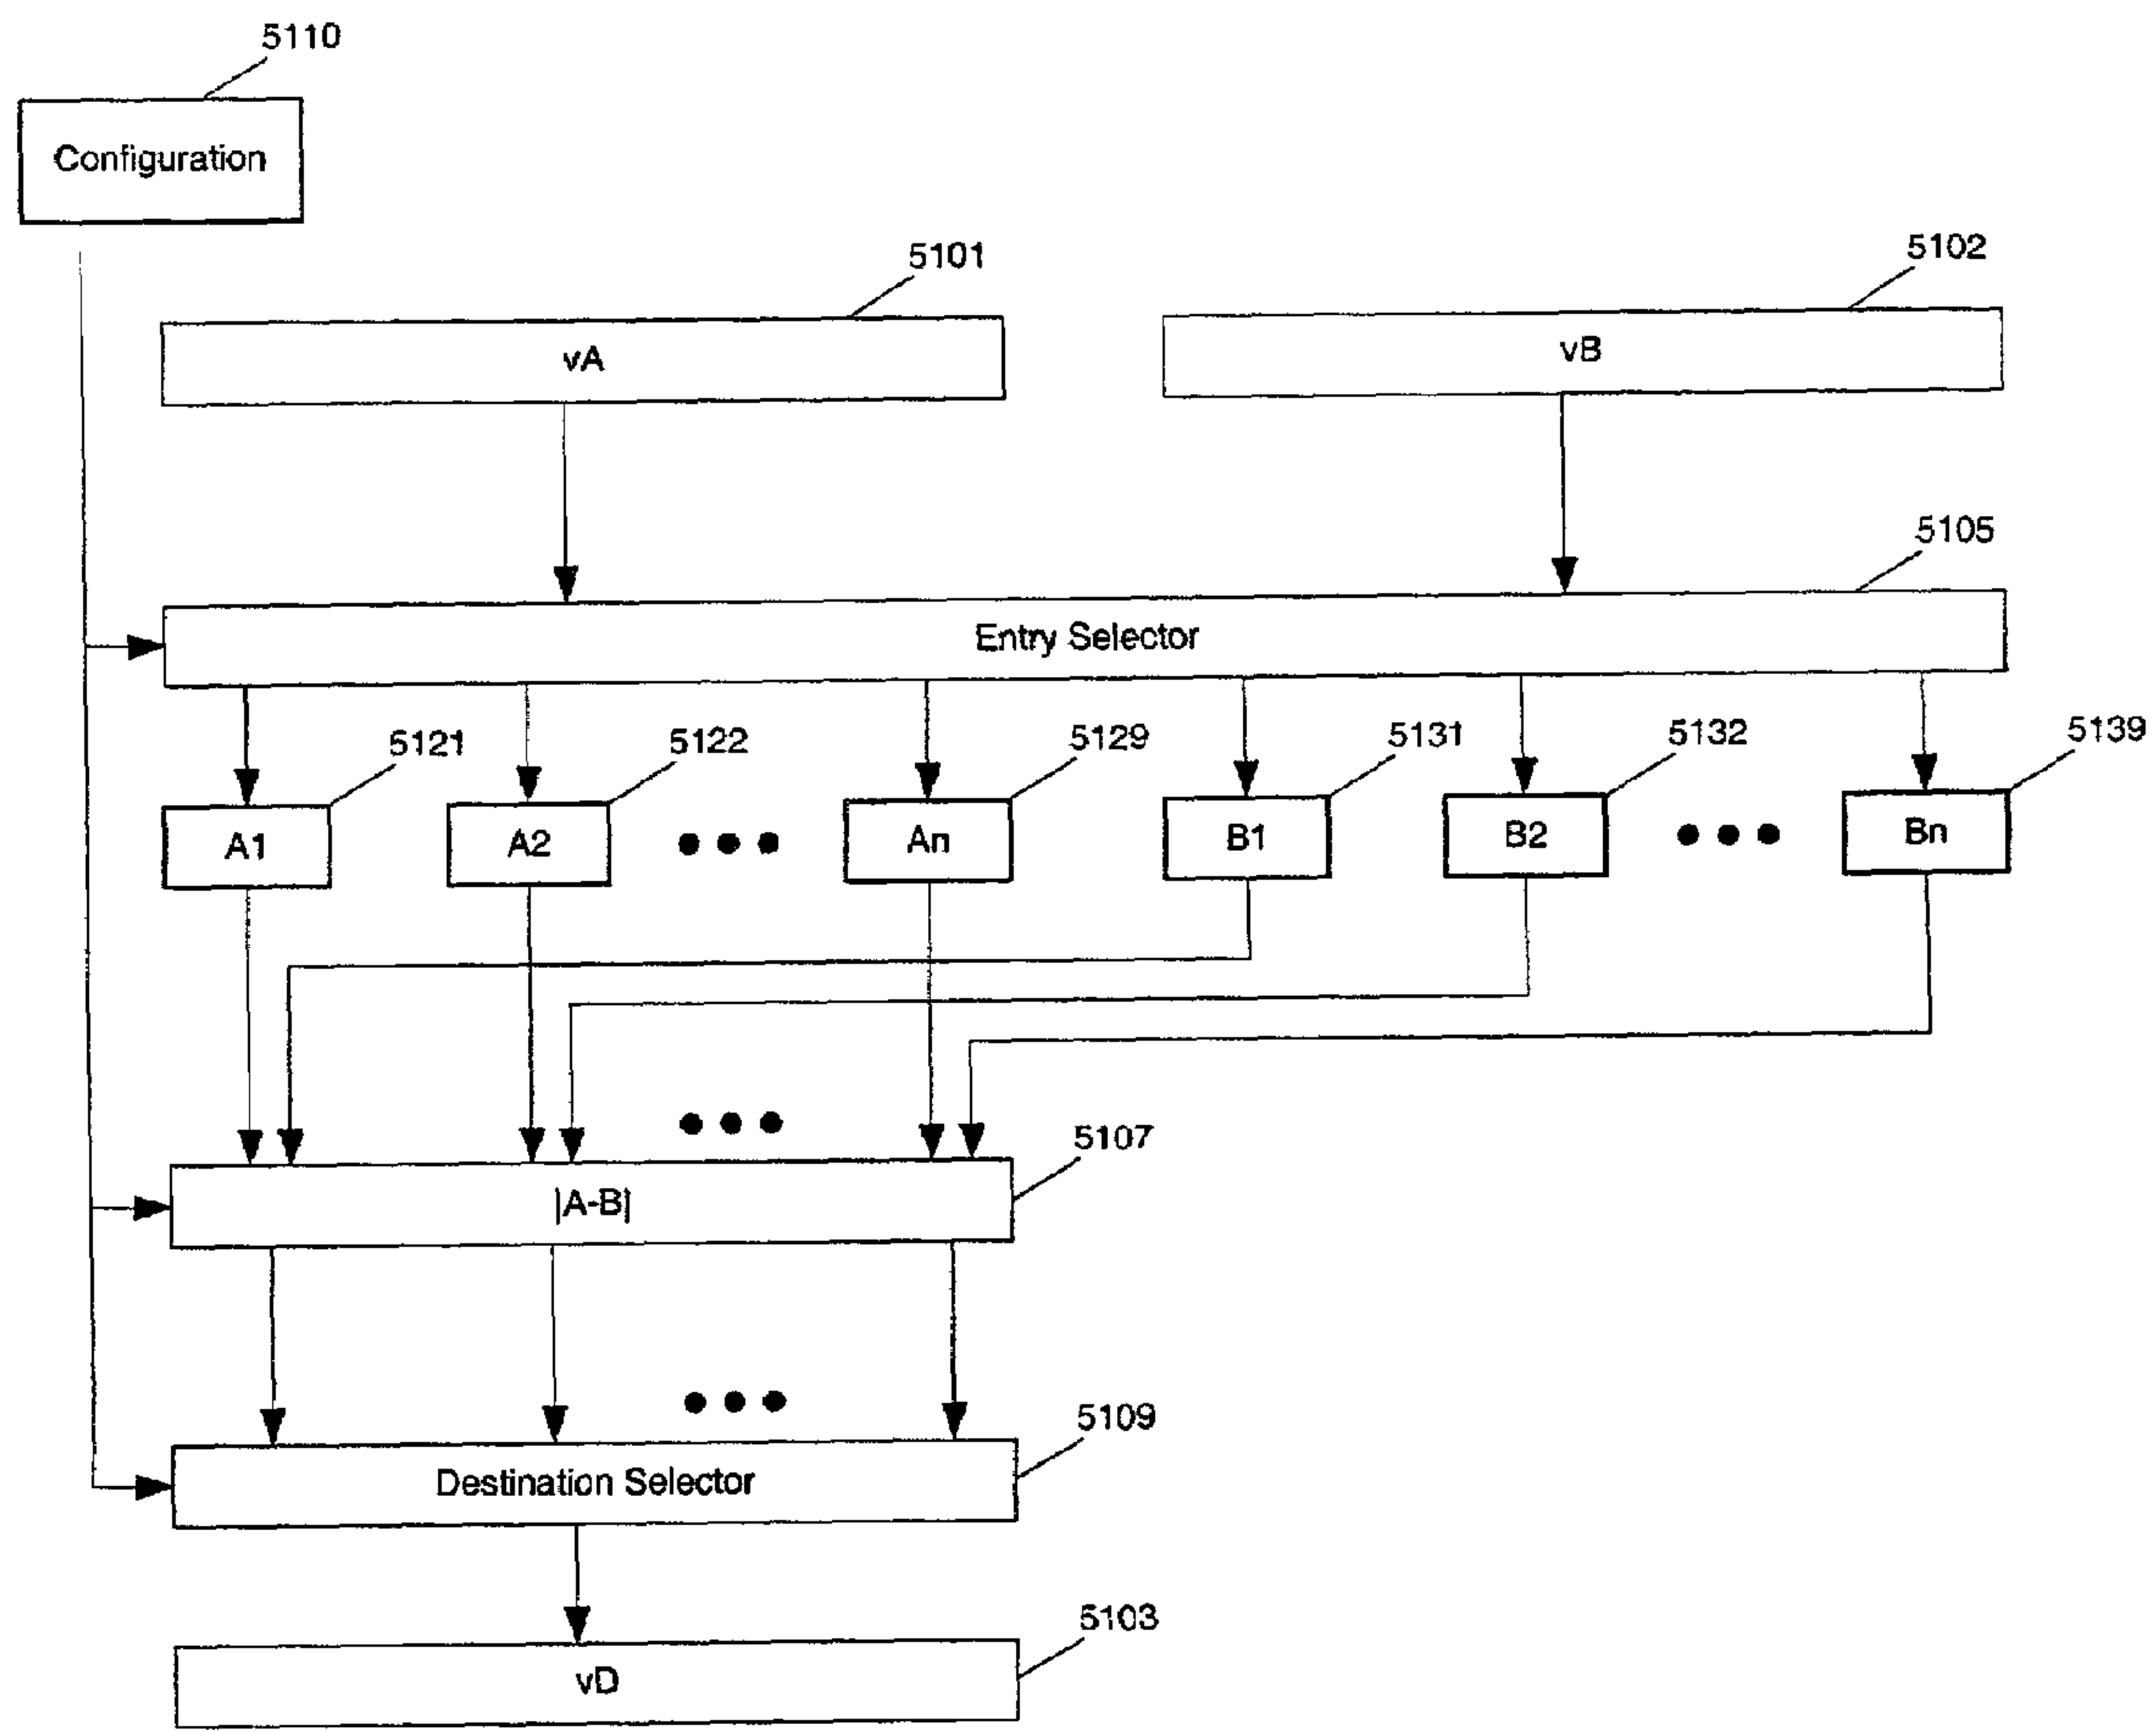 5110
Configuration
5101
5102
vA
vB
5105
Entry Selector
5121
5122
5129
5131
5132
5139
A1
A2
An
B1
B2
Bn
5107
|A-B|
5109
Destination Selector
5103
vD